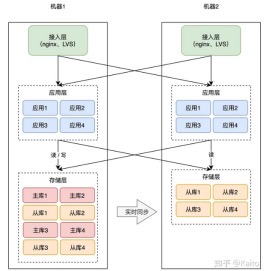 机器1
机器2
接入层
（nginx、LVS）
接入层
（nginx、LVS）
应用层
应用1 应用2
应用3 应用4
应用层
应用1 应用2
应用3 应用4
读 / 写
读
存储层
主库1 主库2
从库1 从库2
主库3 主库4
从库3 从库4
实时同步
存储层
从库1 从库2
从库3 从库4
知乎 @Kaito